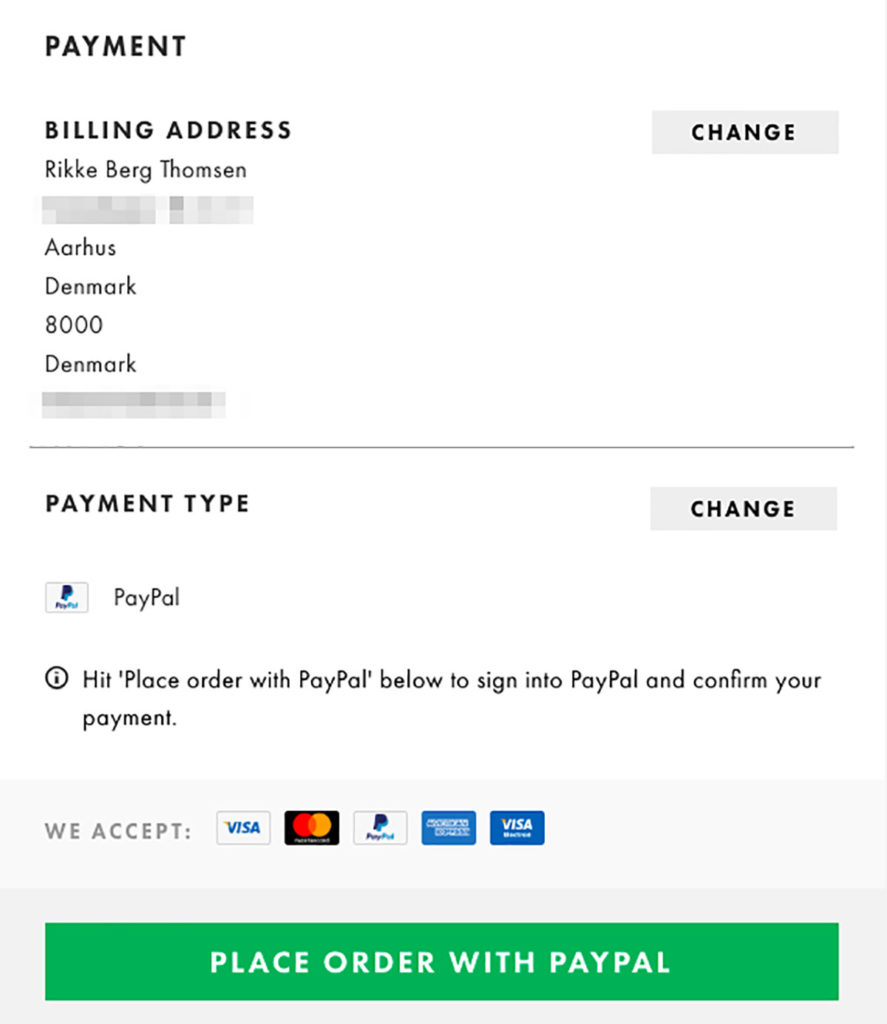 PAYMENT
BILLING ADDRESS
CHANGE
Rikke Berg Thomsen
Aarhus
Denmark
8000
Denmark
PAYMENT TYPE
CHANGE
PayPal PayPal
Hit 'Place order with PayPal' below to sign into PayPal and confirm your
payment.
WE ACCEPT: VISA mastercard PayPal AMERICAN EXPRESS VISA Electron
PLACE ORDER WITH PAYPAL